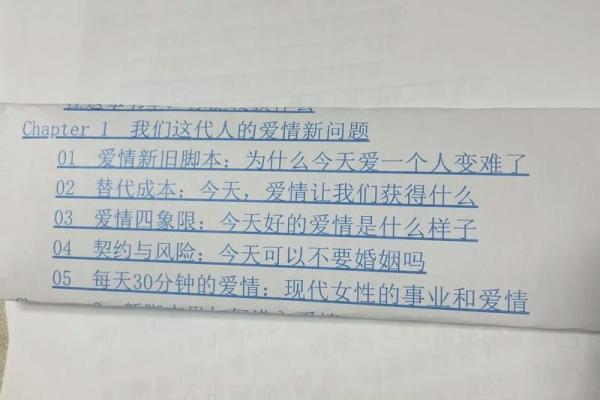 Chapter 1 我们这代人的爱情新问题
01 爱情新旧脚本：为什么今天爱一个人变难了
02 替代成本：今天，爱情让我们获得什么
03 爱情四象限：今天好的爱情是什么样子
04 契约与风险：今天可以不要婚姻吗
05 每天30分钟的爱情：现代女性的事业和爱情